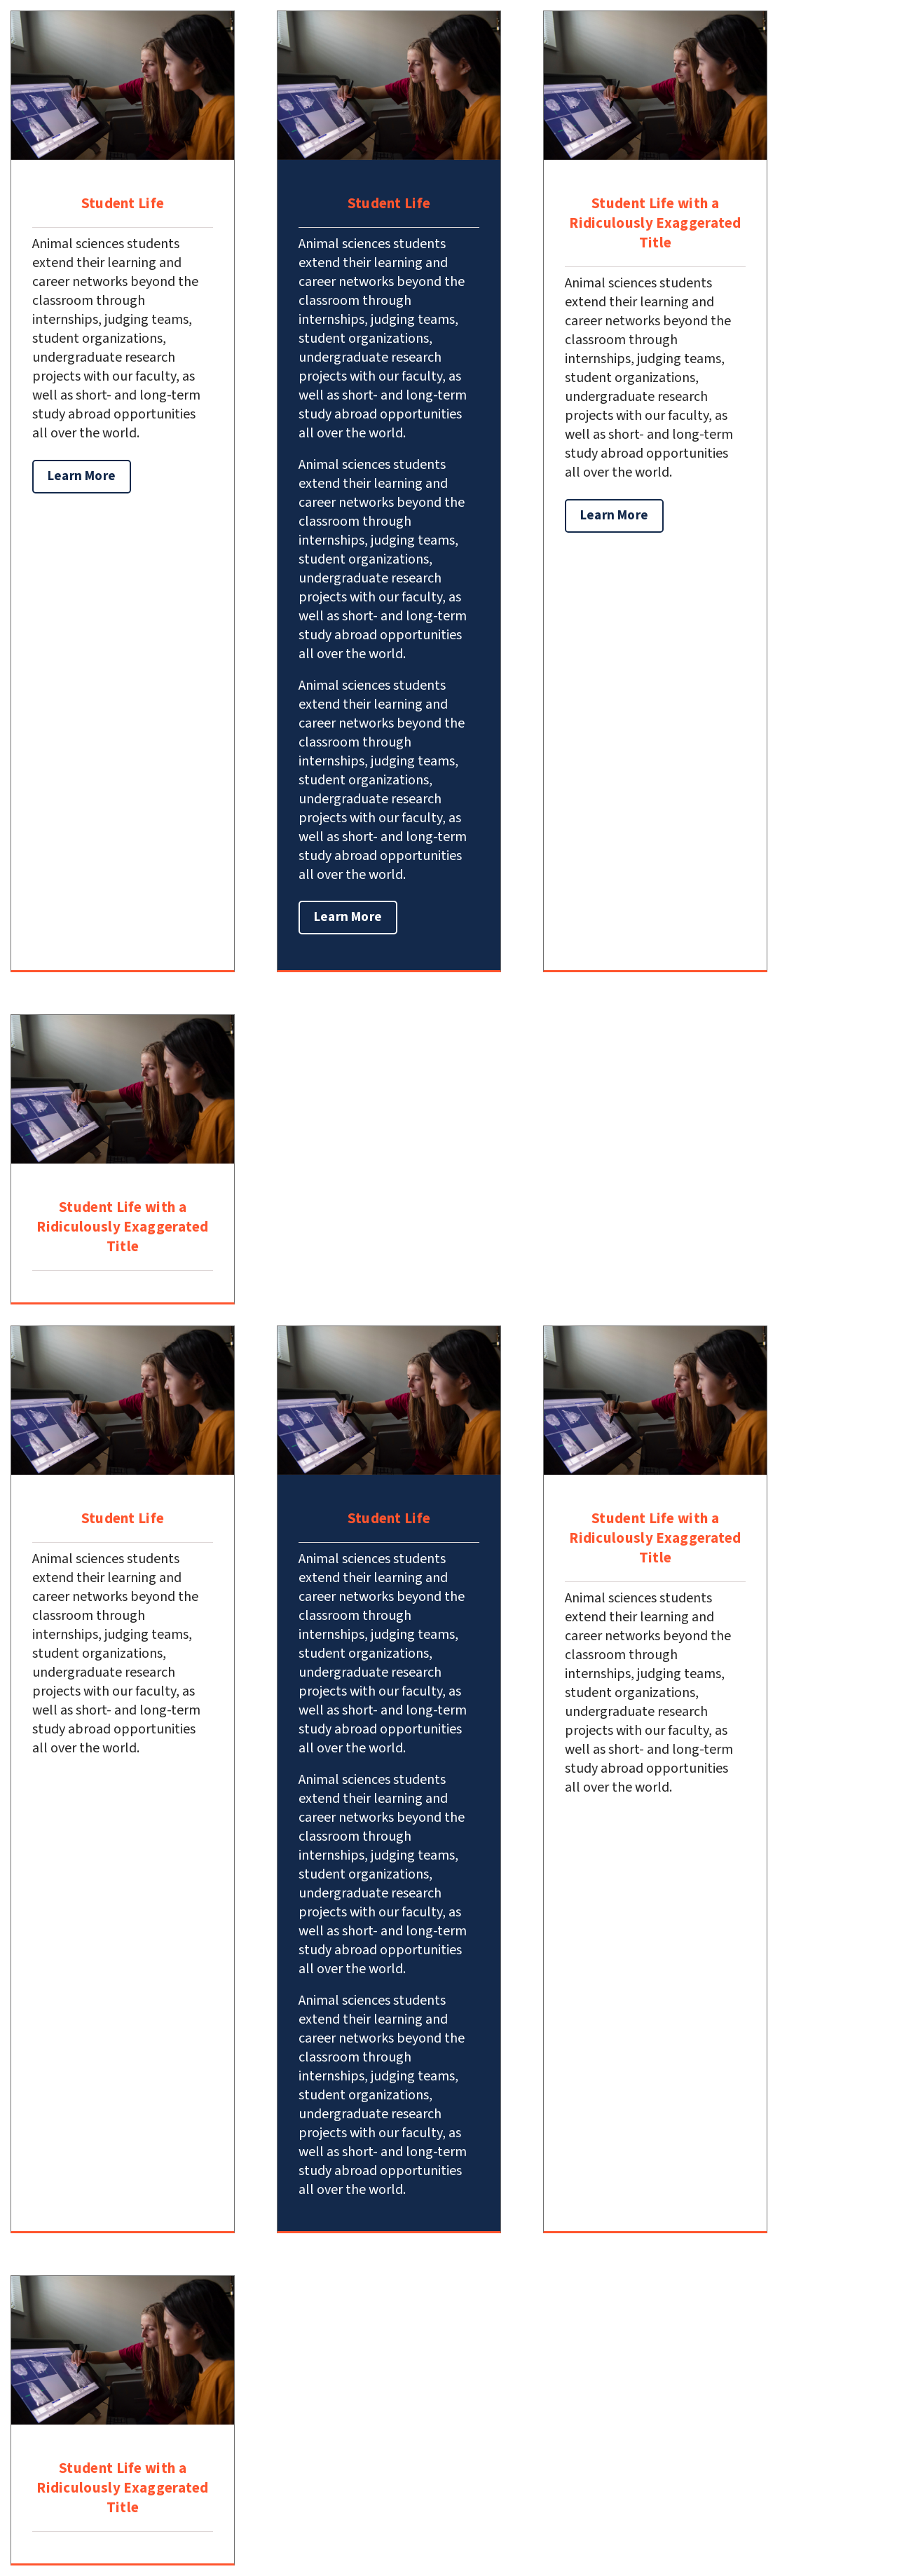 Student Life
Animal sciences students
extend their learning and
career networks beyond the
classroom through
internships, judging teams,
student organizations,
undergraduate research
projects with our faculty, as
well as short- and long-term
study abroad opportunities
all over the world.
Learn More
Student Life
Animal sciences students
extend their learning and
career networks beyond the
classroom through
internships, judging teams,
student organizations,
undergraduate research
projects with our faculty, as
well as short- and long-term
study abroad opportunities
all over the world.
Animal sciences students
extend their learning and
career networks beyond the
classroom through
internships, judging teams,
student organizations,
undergraduate research
projects with our faculty, as
well as short- and long-term
study abroad opportunities
all over the world.
Animal sciences students
extend their learning and
career networks beyond the
classroom through
internships, judging teams,
student organizations,
undergraduate research
projects with our faculty, as
well as short- and long-term
study abroad opportunities
all over the world.
Learn More
Student Life with a
Ridiculously Exaggerated
Title
Animal sciences students
extend their learning and
career networks beyond the
classroom through
internships, judging teams,
student organizations,
undergraduate research
projects with our faculty, as
well as short- and long-term
study abroad opportunities
all over the world.
Learn More
Student Life with a
Ridiculously Exaggerated
Title
Student Life
Animal sciences students
extend their learning and
career networks beyond the
classroom through
internships, judging teams,
student organizations,
undergraduate research
projects with our faculty, as
well as short- and long-term
study abroad opportunities
all over the world.
Student Life
Animal sciences students
extend their learning and
career networks beyond the
classroom through
internships, judging teams,
student organizations,
undergraduate research
projects with our faculty, as
well as short- and long-term
study abroad opportunities
all over the world.
Animal sciences students
extend their learning and
career networks beyond the
classroom through
internships, judging teams,
student organizations,
undergraduate research
projects with our faculty, as
well as short- and long-term
study abroad opportunities
all over the world.
Animal sciences students
extend their learning and
career networks beyond the
classroom through
internships, judging teams,
student organizations,
undergraduate research
projects with our faculty, as
well as short- and long-term
study abroad opportunities
all over the world.
Student Life with a
Ridiculously Exaggerated
Title
Animal sciences students
extend their learning and
career networks beyond the
classroom through
internships, judging teams,
student organizations,
undergraduate research
projects with our faculty, as
well as short- and long-term
study abroad opportunities
all over the world.
Student Life with a
Ridiculously Exaggerated
Title